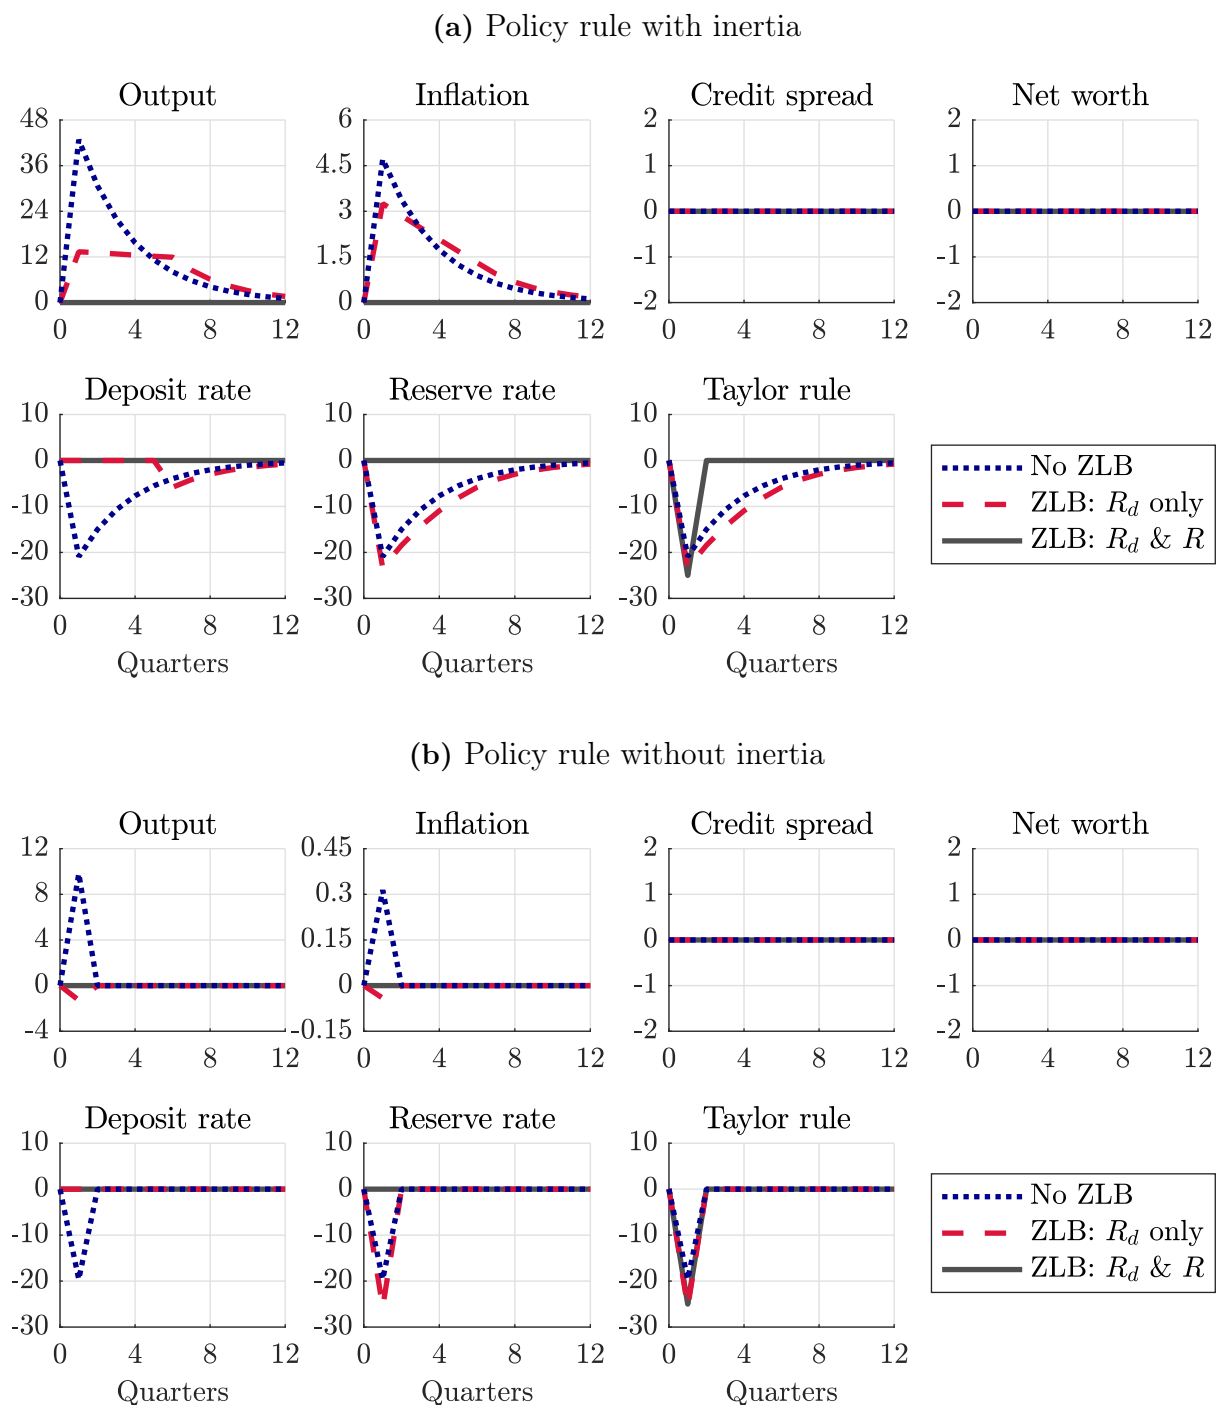 (a) Policy rule with inertia
Output Inflation Credit spread Net worth
48 6 2 2
36 4.5 1 1
24 3 0 0
12 1.5 -1 -1
0 0 -2 -2
0 4 8 12 0 4 8 12 0 4 8 12 0 4 8 12
Deposit rate Reserve rate Taylor rule
10 10 10
0 0 0
-10 -10 -10
-20 -20 -20
-30 -30 -30
0 4 8 12 0 4 8 12 0 4 8 12
Quarters Quarters Quarters
No ZLB
ZLB: R_d only
ZLB: R_d & R
(b) Policy rule without inertia
Output Inflation Credit spread Net worth
12 0.45 2 2
8 0.3 1 1
4 0.15 0 0
0 0 -1 -1
-4 -0.15 -2 -2
0 4 8 12 0 4 8 12 0 4 8 12 0 4 8 12
Deposit rate Reserve rate Taylor rule
10 10 10
0 0 0
-10 -10 -10
-20 -20 -20
-30 -30 -30
0 4 8 12 0 4 8 12 0 4 8 12
Quarters Quarters Quarters
No ZLB
ZLB: R_d only
ZLB: R_d & R